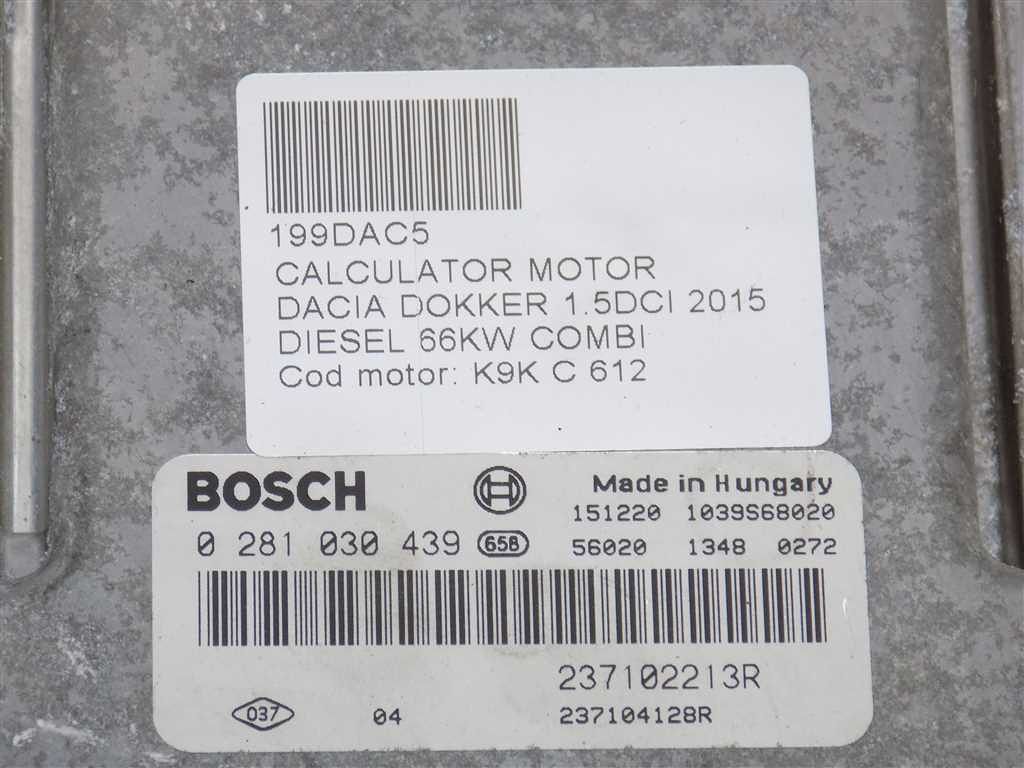 199DAC5
CALCULATOR MOTOR
DACIA DOKKER 1.5DCI 2015
DIESEL 66KW COMBI
Cod motor: K9K C 612
BOSCH
Made in Hungary
151220 1039S68020
0 281 030 439 658 56020 1348 0272
237102213R
037 04 237104128R